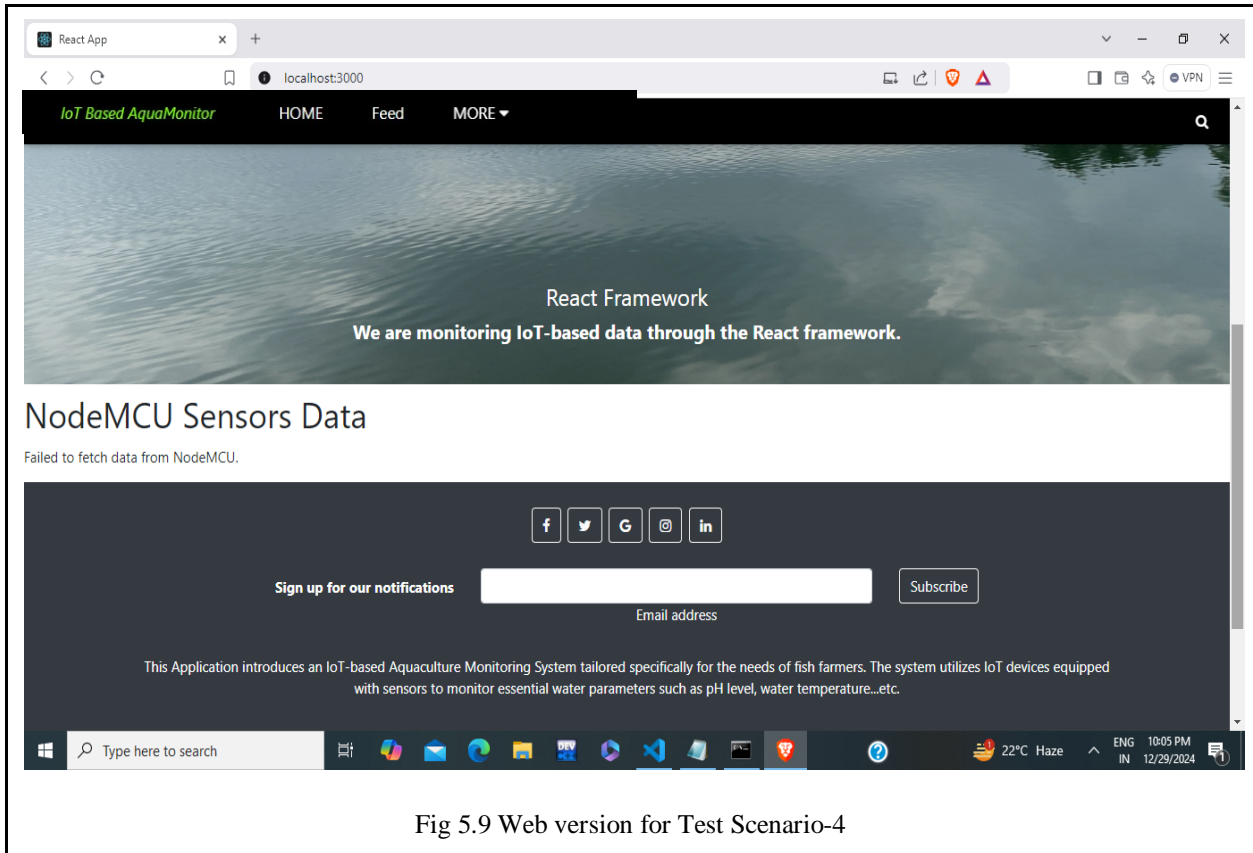 React App
localhost:3000
VPN
IoT Based AquaMonitor HOME Feed MORE
React Framework
We are monitoring IoT-based data through the React framework.
NodeMCU Sensors Data
Failed to fetch data from NodeMCU.
f G in
Sign up for our notifications Subscribe
Email address
This Application introduces an IoT-based Aquaculture Monitoring System tailored specifically for the needs of fish farmers. The system utilizes IoT devices equipped
with sensors to monitor essential water parameters such as pH level, water temperature...etc.
Type here to search DEV 1 22°C Haze ENG 10:05 PM
IN 12/29/2024 1
Fig 5.9 Web version for Test Scenario-4